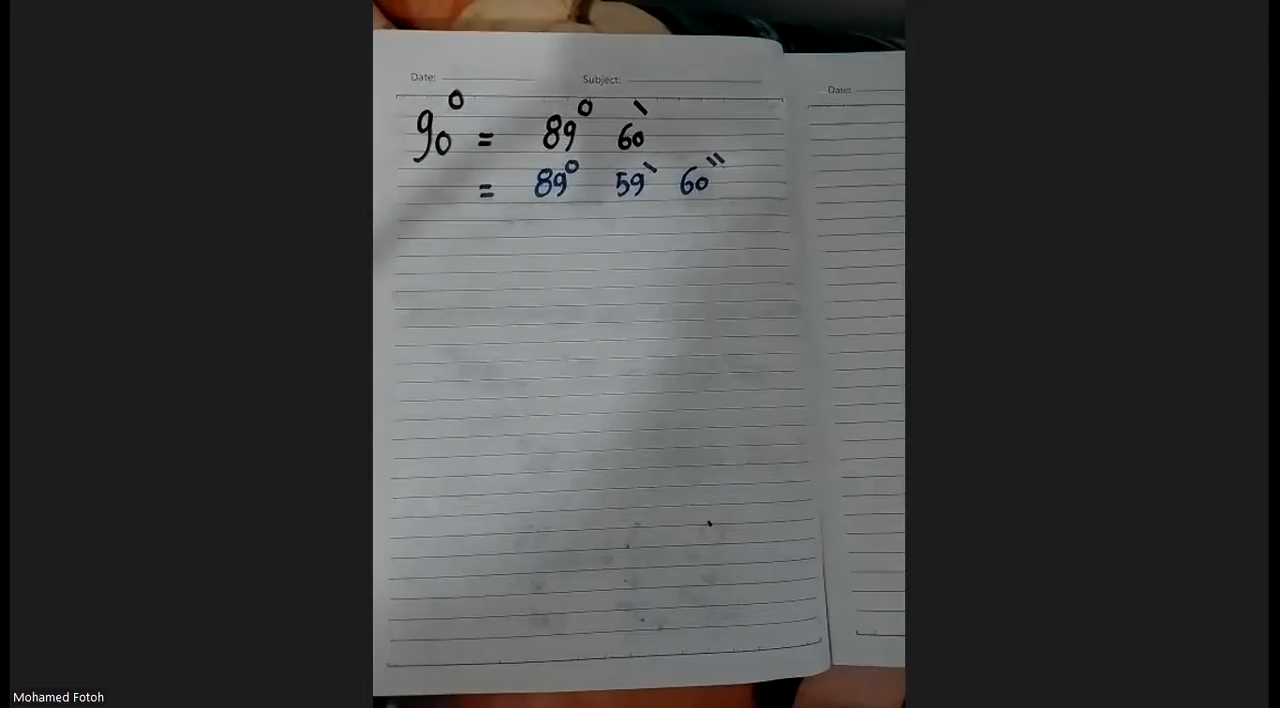 Date: Subject:
Date:
90° = 89° 60'
= 89° 59' 60"
Mohamed Fotoh